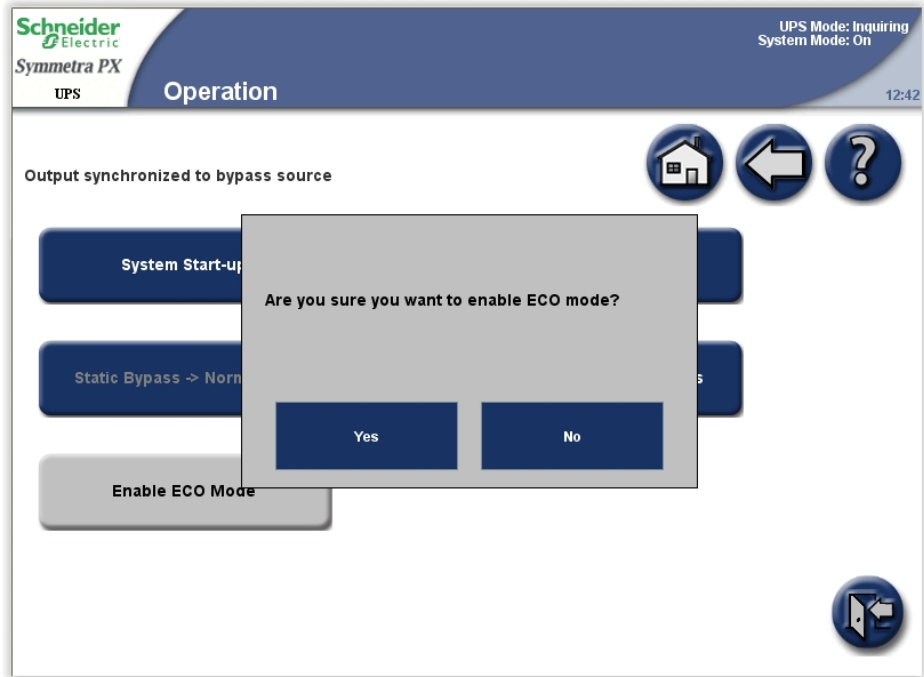 Schneider
Electric
Symmetra PX
UPS
Operation
UPS Mode: Inquiring
System Mode: On
12:42
Output synchronized to bypass source
?
System Start-up
Are you sure you want to enable ECO mode?
Static Bypass -> Norm
s
Yes
No
Enable ECO Mode